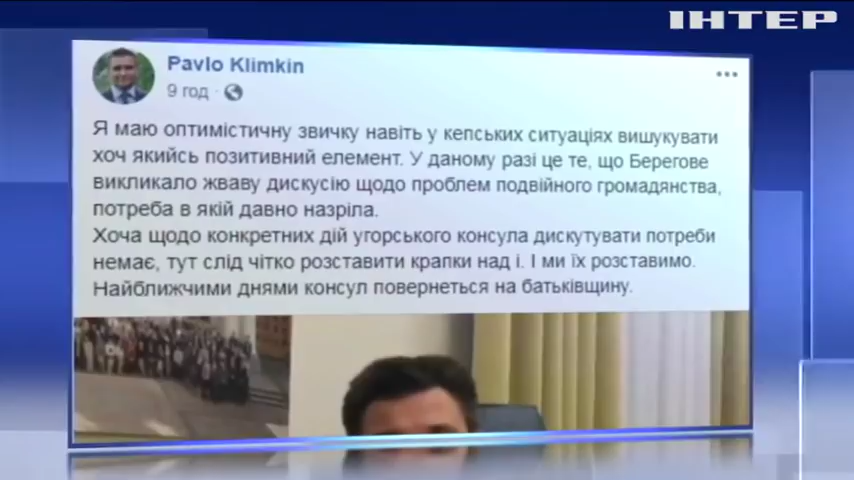 ІНТЕР
Pavlo Klimkin
9 год ·
Я маю оптимістичну звичку навіть у кепських ситуаціях вишукувати
хоч якийсь позитивний елемент. У даному разі це те, що Берегове
викликало жваву дискусію щодо проблем подвійного громадянства,
потреба в якій давно назріла.
Хоча щодо конкретних дій угорського консула дискутувати потреби
немає, тут слід чітко розставити крапки над і. І ми їх розставимо.
Найближчими днями консул повернеться на батьківщину.